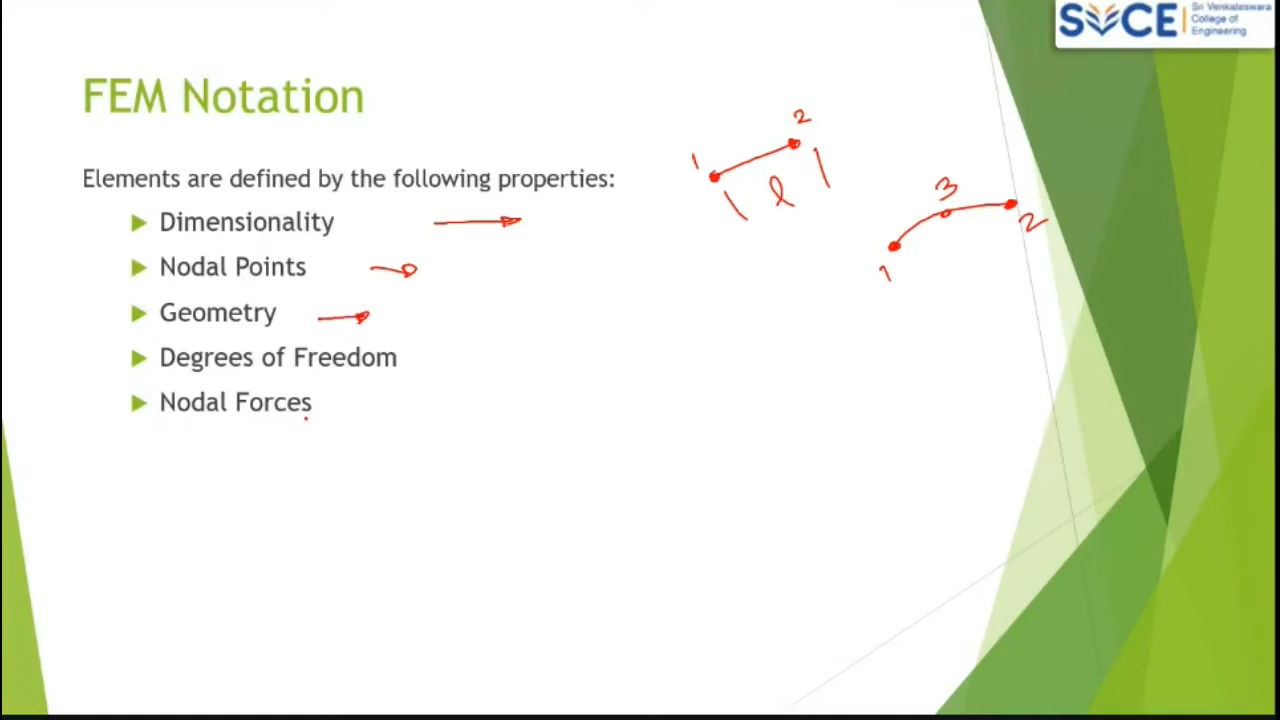 SVCE
Sri Venkateswara
College of
Engineering
FEM Notation
Elements are defined by the following properties:
Dimensionality
Nodal Points
Geometry
Degrees of Freedom
Nodal Forces
1
2
l
1
3
2